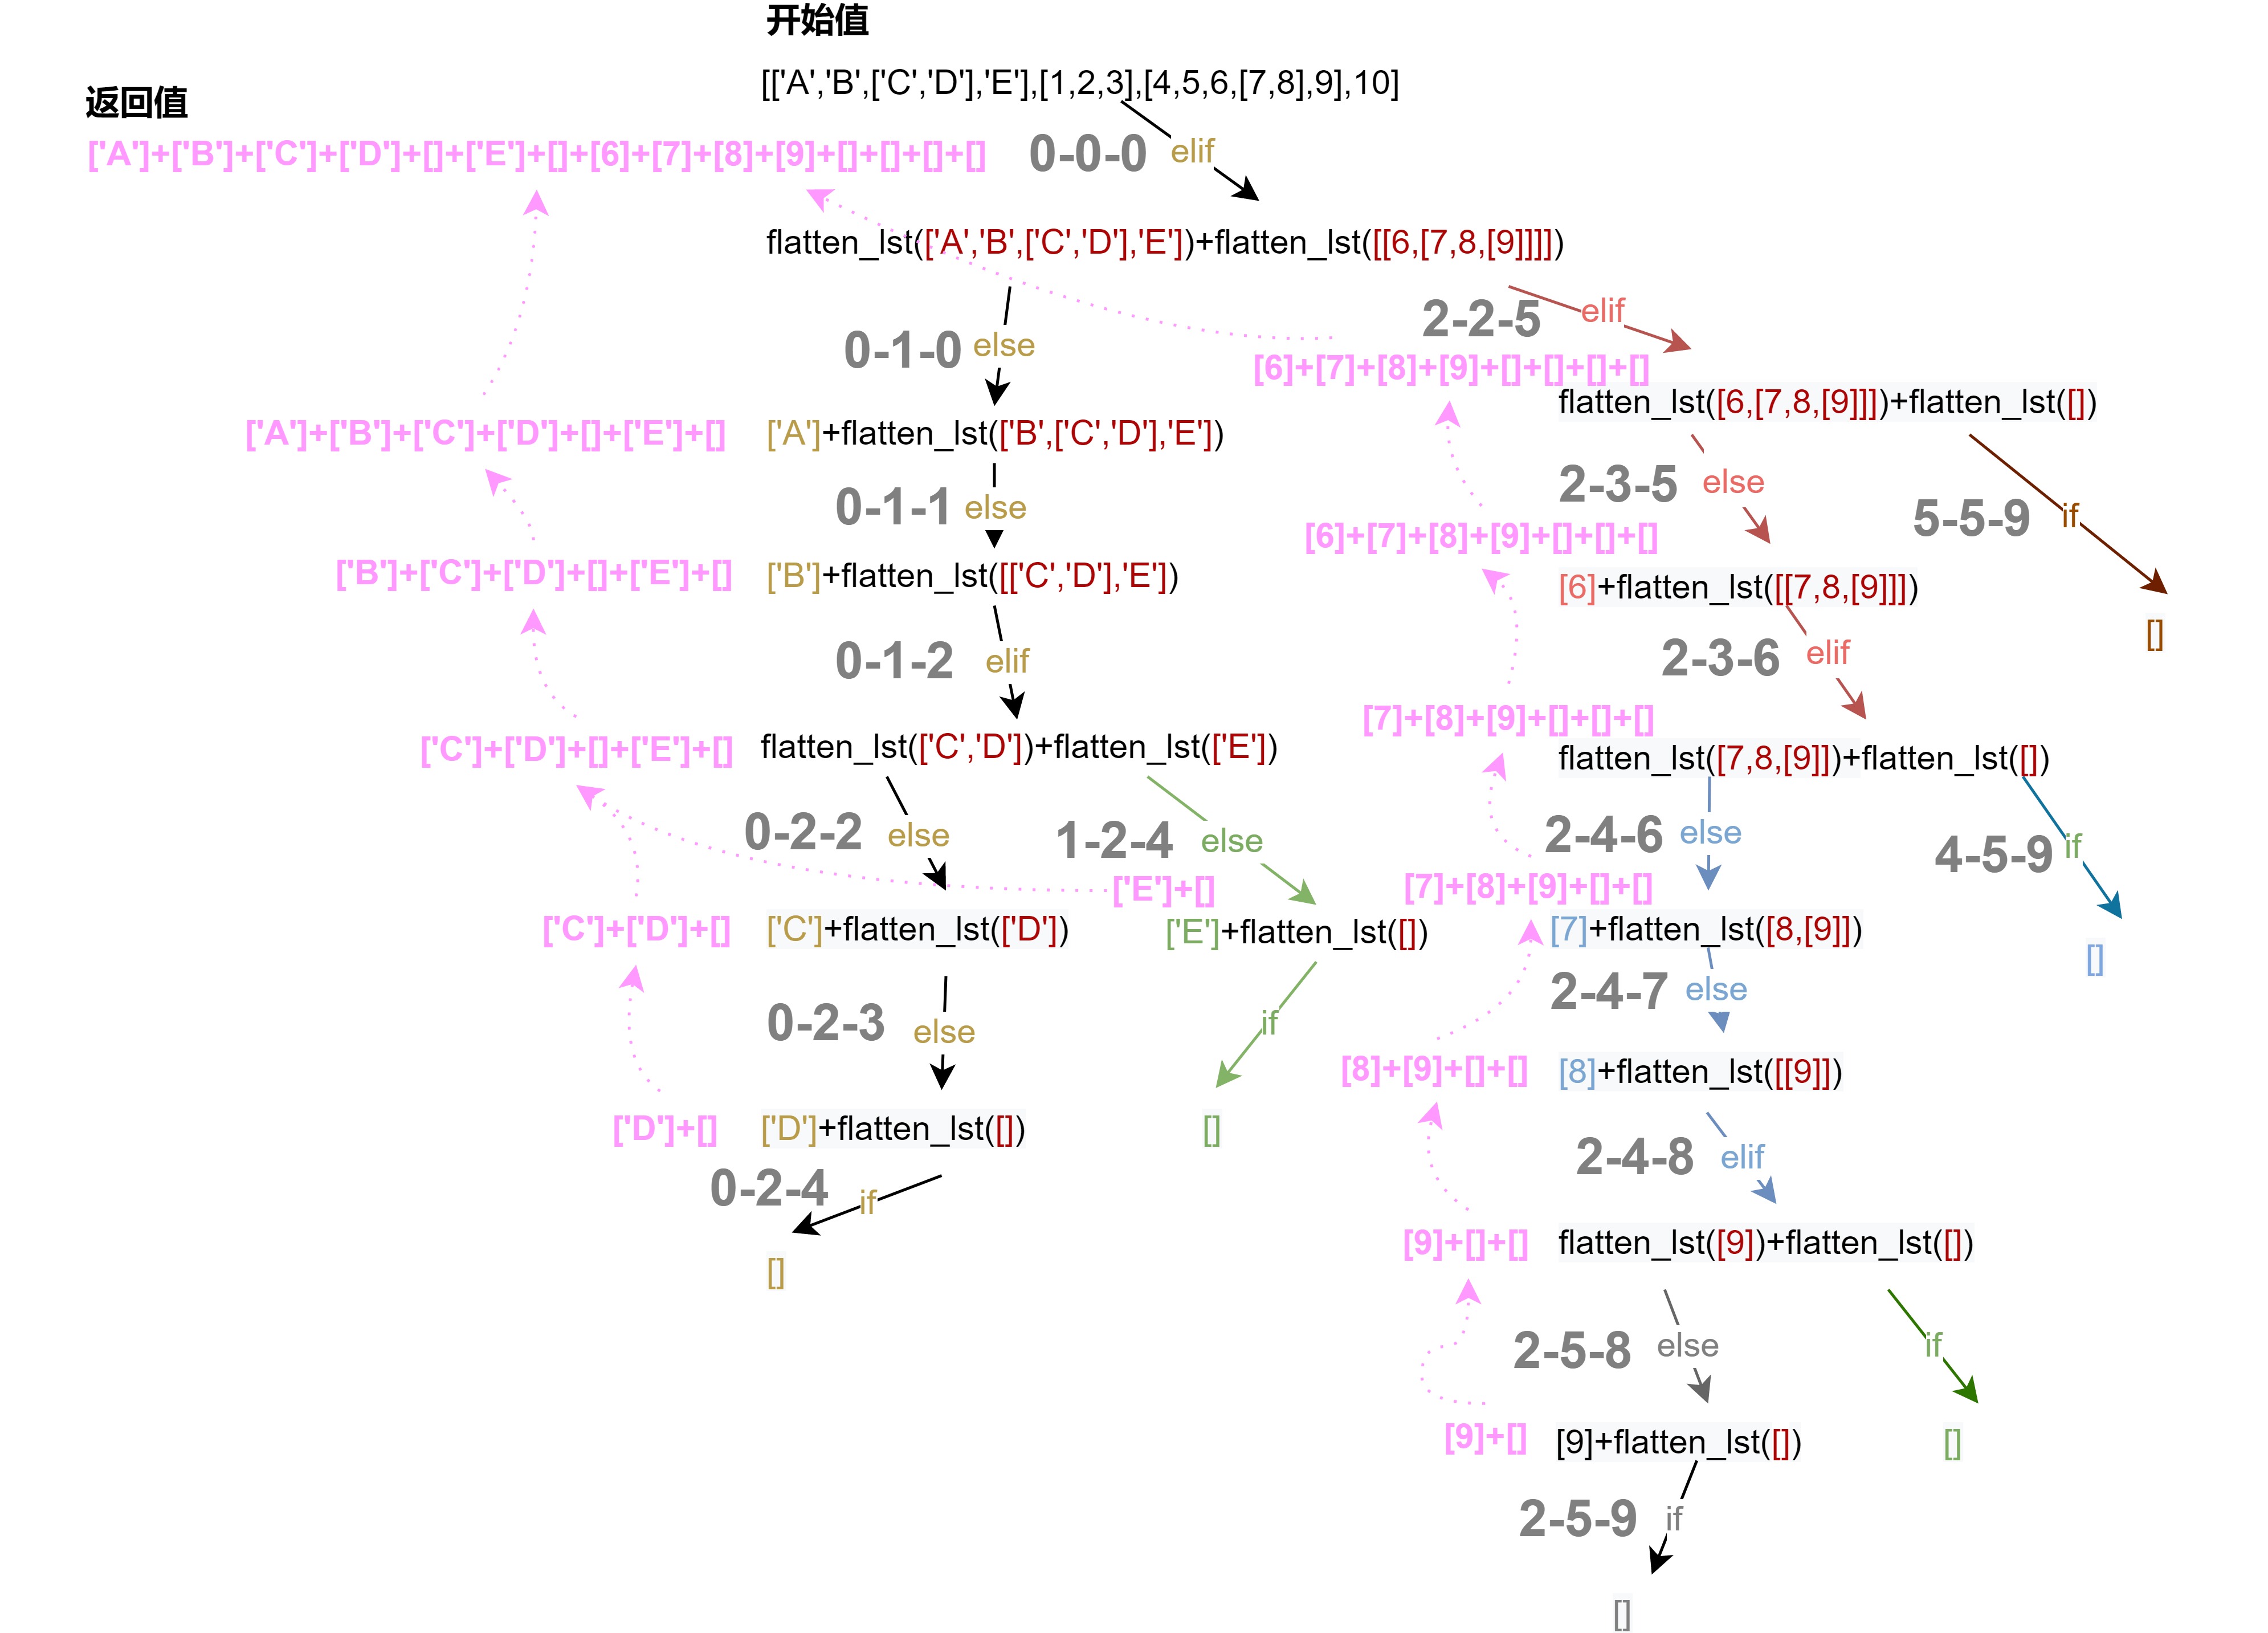 开始值
[['A','B',['C','D'],'E'],[1,2,3],[4,5,6,[7,8],9],10]
返回值
['A']+['B']+['C']+['D']+[]+['E']+[]+[6]+[7]+[8]+[9]+[]+[]+[]+[]
0-0-0
elif
flatten_lst(['A','B',['C','D'],'E'])+flatten_lst([[6,[7,8,[9]]]])
2-2-5
elif
0-1-0
else
[6]+[7]+[8]+[9]+[]+[]+[]+[]
flatten_lst([6,[7,8,[9]]])+flatten_lst([])
['A']+['B']+['C']+['D']+[]+['E']+[]
['A']+flatten_lst(['B',['C','D'],'E'])
2-3-5
else
5-5-9
if
0-1-1
else
[6]+[7]+[8]+[9]+[]+[]+[]
['B']+['C']+['D']+[]+['E']+[]
['B']+flatten_lst([['C','D'],'E'])
[6]+flatten_lst([[7,8,[9]]])
[]
0-1-2
elif
2-3-6
elif
[7]+[8]+[9]+[]+[]+[]
['C']+['D']+[]+['E']+[]
flatten_lst(['C','D'])+flatten_lst(['E'])
flatten_lst([7,8,[9]])+flatten_lst([])
0-2-2
else
1-2-4
else
2-4-6
else
4-5-9
if
['E']+[]
[7]+[8]+[9]+[]+[]
['C']+['D']+[]
['C']+flatten_lst(['D'])
['E']+flatten_lst([])
[7]+flatten_lst([8,[9]])
[]
0-2-3
else
if
2-4-7
else
[8]+[9]+[]+[]
[8]+flatten_lst([[9]])
['D']+[]
['D']+flatten_lst([])
[]
2-4-8
elif
0-2-4
if
[9]+[]+[]
flatten_lst([9])+flatten_lst([])
[]
2-5-8
else
if
[9]+[]
[9]+flatten_lst([])
[]
2-5-9
if
[]